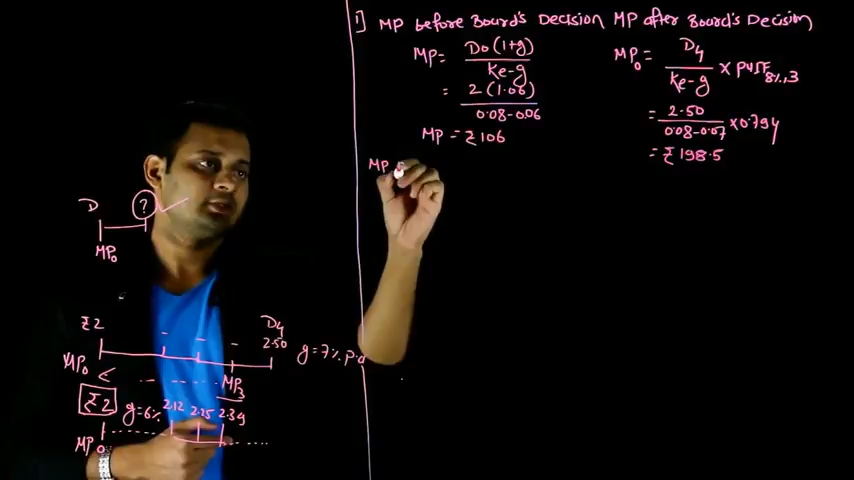 1] MP before Board's Decision MP after Board's Decision
MP = D0 (1+g) / Ke-g
= 2 (1.06) / 0.08-0.06
MP = ₹106
MP0 = D4 / Ke-g × PVIF8%,3
= 2.50 / 0.08-0.07 × 0.794
= ₹198.5
MP
D
?
MP0
₹2
D4
2.50
g=7% p.a
MP0
MP3
₹2
g=6%
2.12 2.25 2.39
MP0